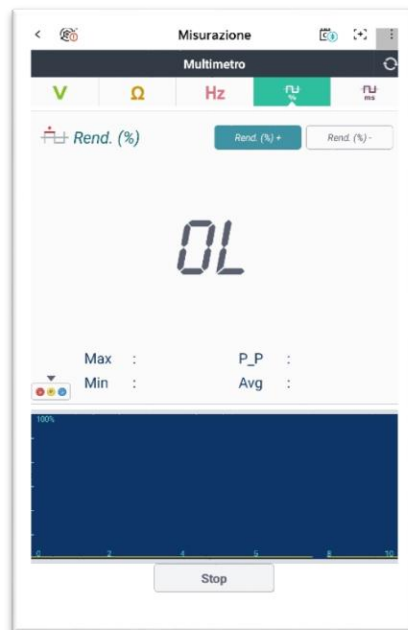 Misurazione
Multimetro
V Ω Hz % ms
Rend. (%) Rend. (%) + Rend. (%) -
OL
Max : P_P :
Min : Avg :
100%
0 2 4 5 8 10
Stop